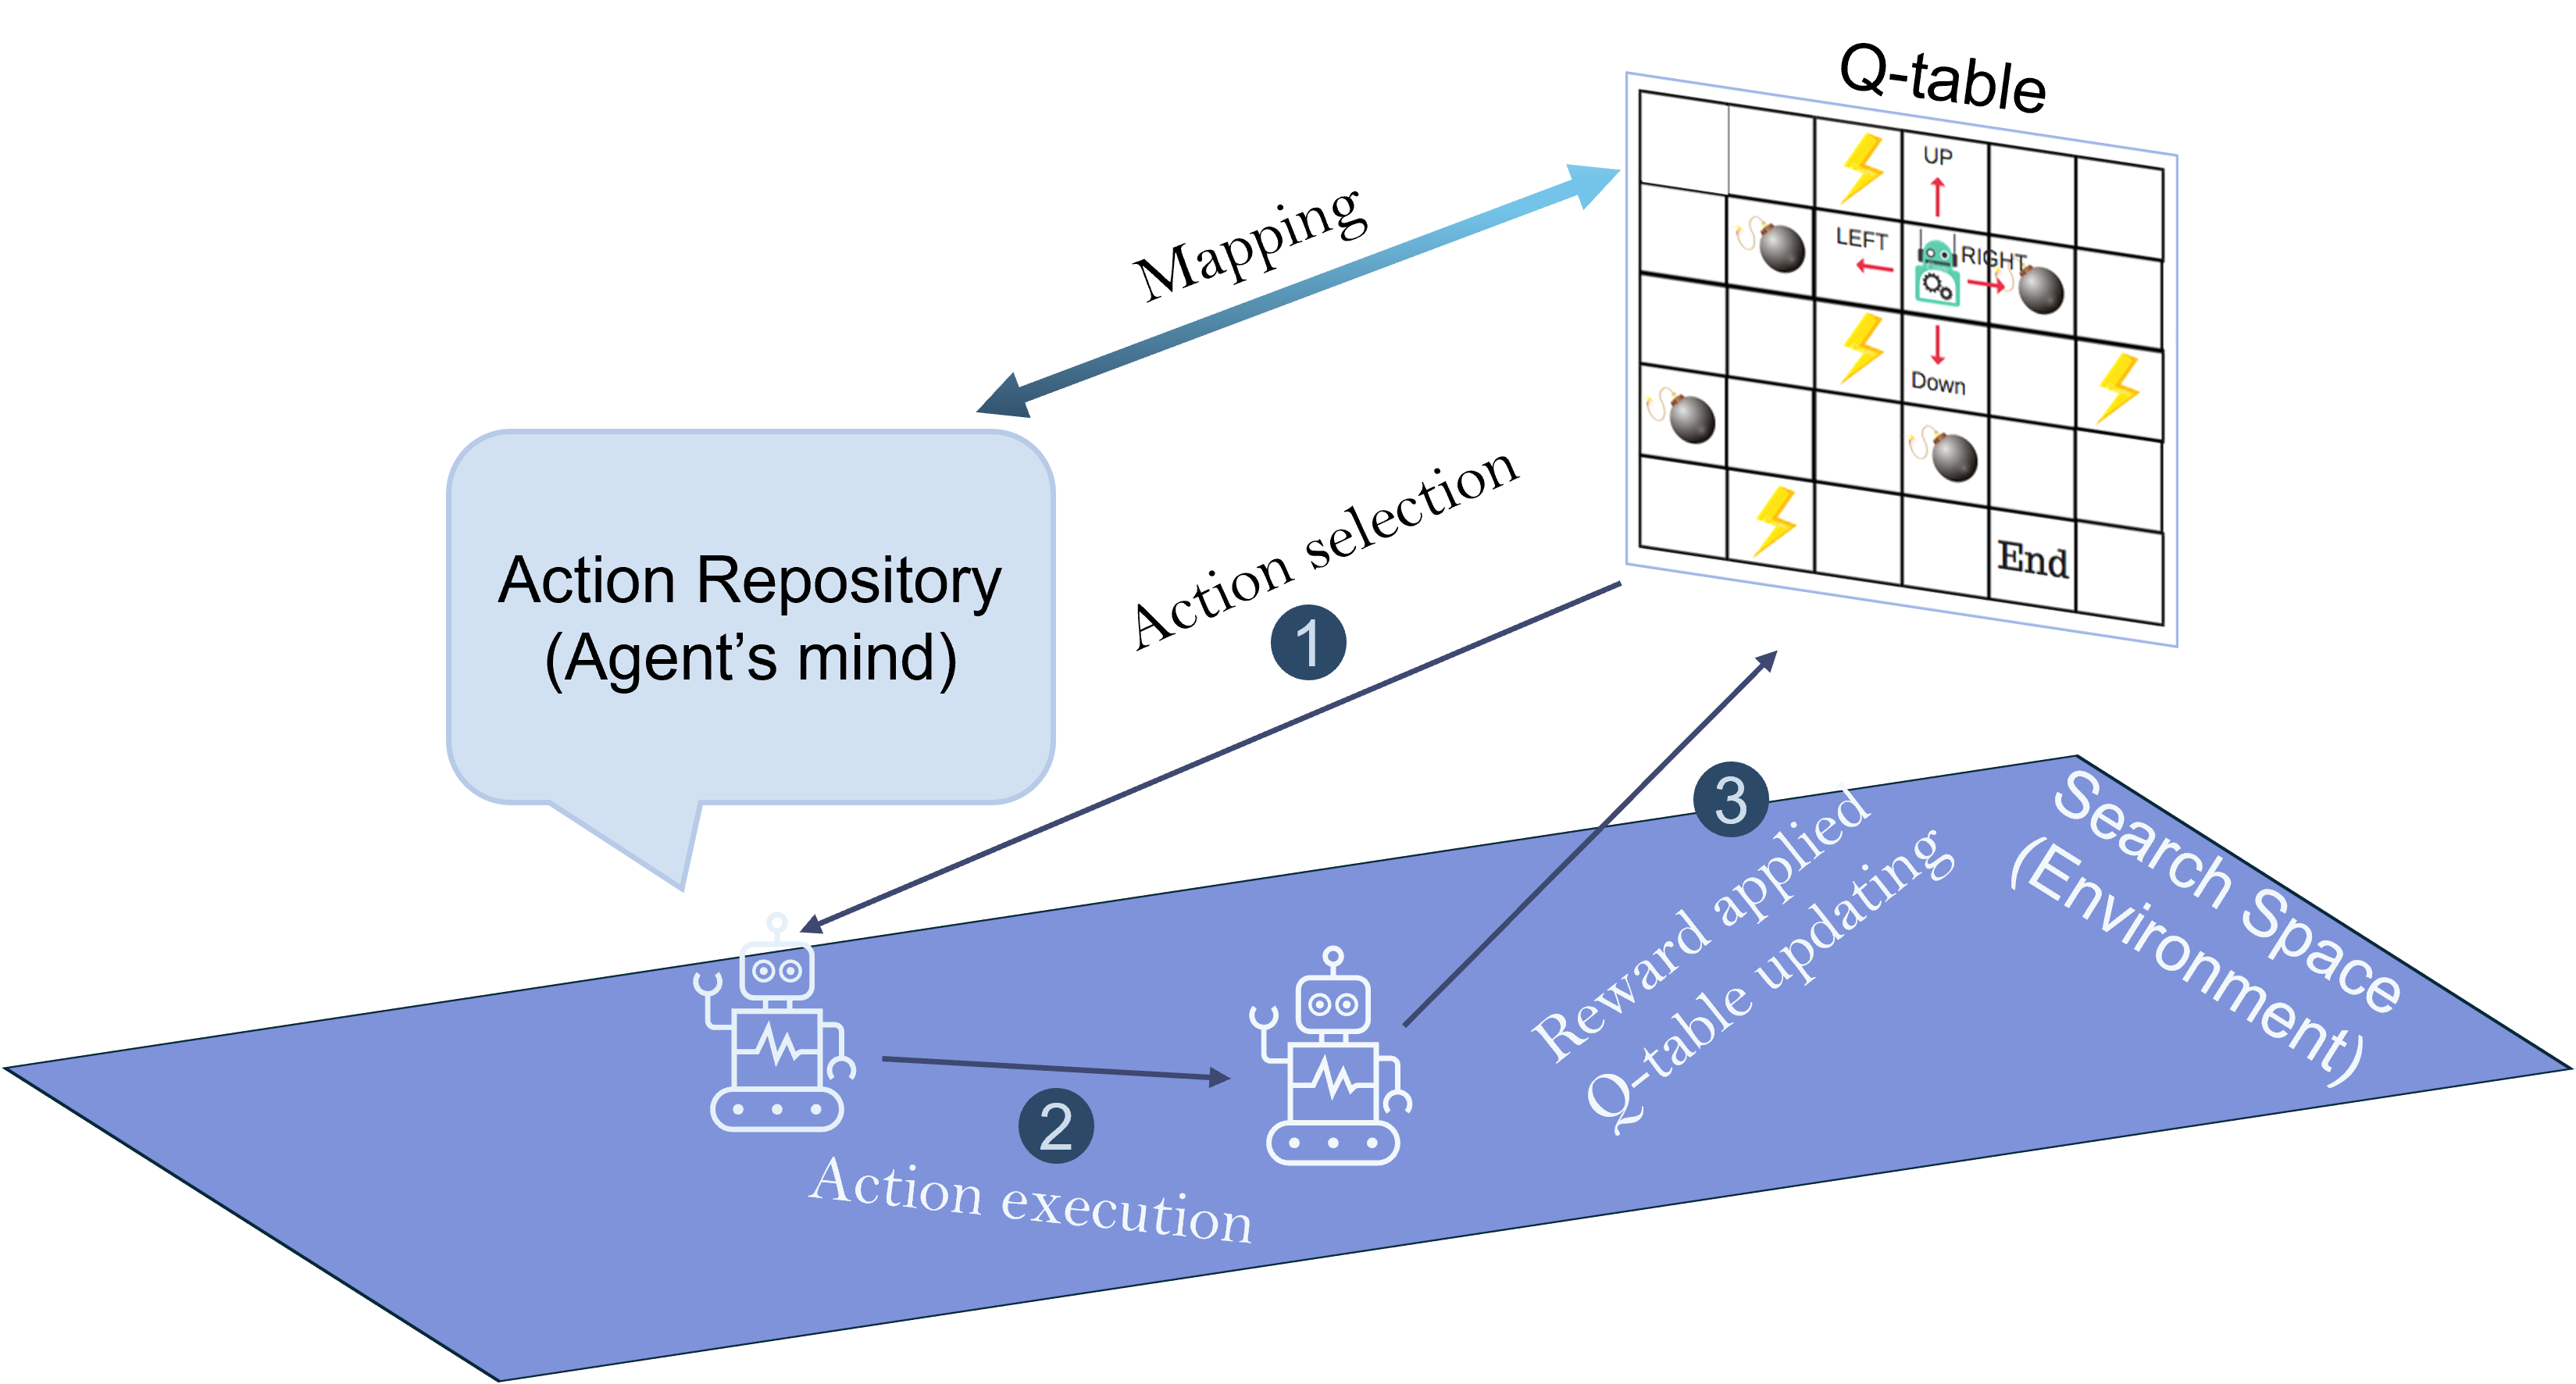 Q-table
UP
LEFT
RIGHT
Down
End
Mapping
Action selection
1
Action Repository
(Agent’s mind)
3
Reward applied
Q-table updating
Search Space
(Environment)
2
Action execution